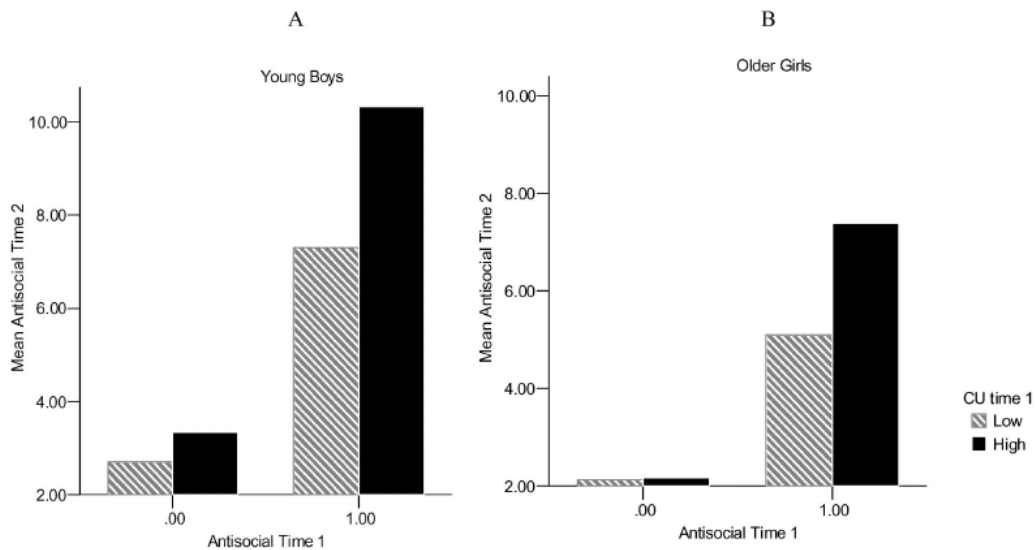 A
Young Boys
10.00
8.00
6.00
4.00
2.00
Mean Antisocial Time 2
.00
1.00
Antisocial Time 1
B
Older Girls
10.00
8.00
6.00
4.00
2.00
Mean Antisocial Time 2
.00
1.00
Antisocial Time 1
CU time 1
Low
High